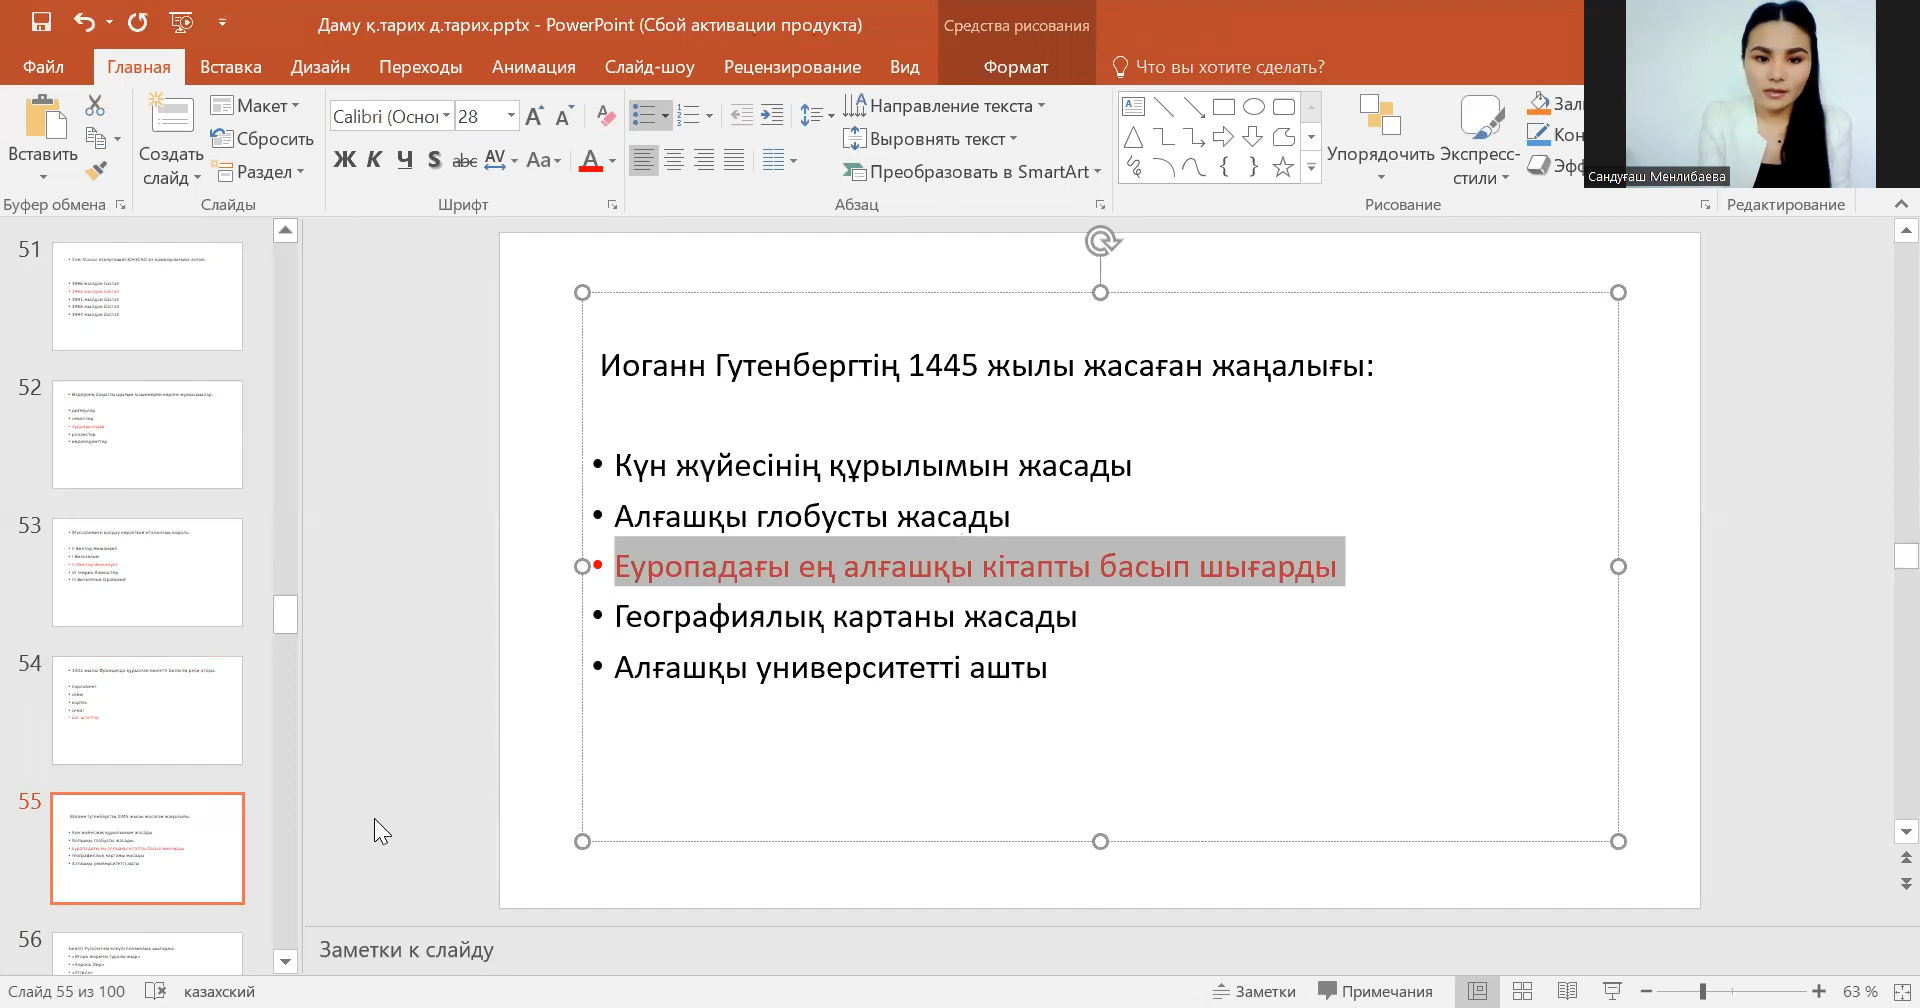 Даму қ.тарих д.тарих.pptx - PowerPoint (Сбой активации продукта)
Средства рисования
Файл Главная Вставка Дизайн Переходы Анимация Слайд-шоу Рецензирование Вид Формат Что вы хотите сделать?
Вставить
Буфер обмена
Создать слайд
Макет
Сбросить
Раздел
Слайды
Calibri (Осно 28
Ж К Ч S abc AV Aa А
Шрифт
Направление текста
Выровнять текст
Преобразовать в SmartArt
Абзац
Упорядочить
Экспресс-стили
Рисование
Редактирование
Сандуғаш Менлибаева
51
52
53
54
55
56
Иоганн Гутенбергтің 1445 жылы жасаған жаңалығы:
• Күн жүйесінің құрылымын жасады
• Алғашқы глобусты жасады
• Еуропадағы ең алғашқы кітапты басып шығарды
• Географиялық картаны жасады
• Алғашқы университетті ашты
Заметки к слайду
Слайд 55 из 100 казахский Заметки Примечания 63 %